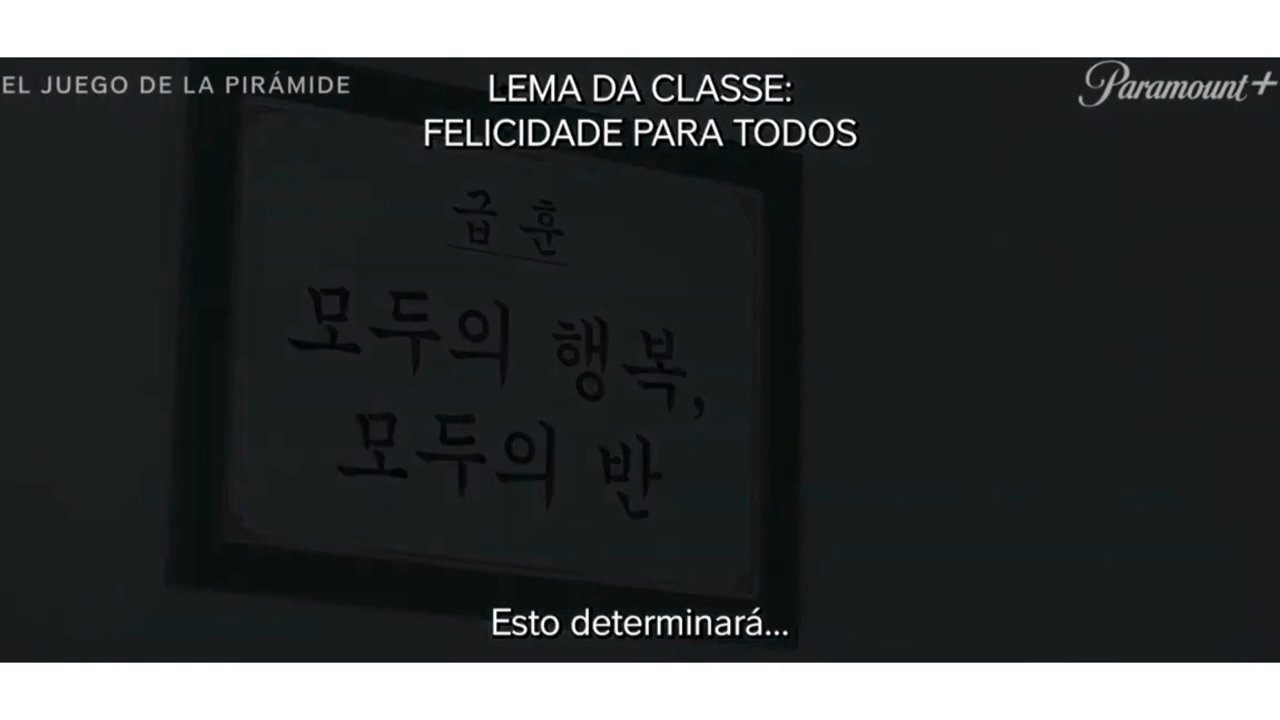 EL JUEGO DE LA PIRÁMIDE
Paramount+
LEMA DA CLASSE:
FELICIDADE PARA TODOS
급훈
모두의 행복,
모두의 반
Esto determinará...